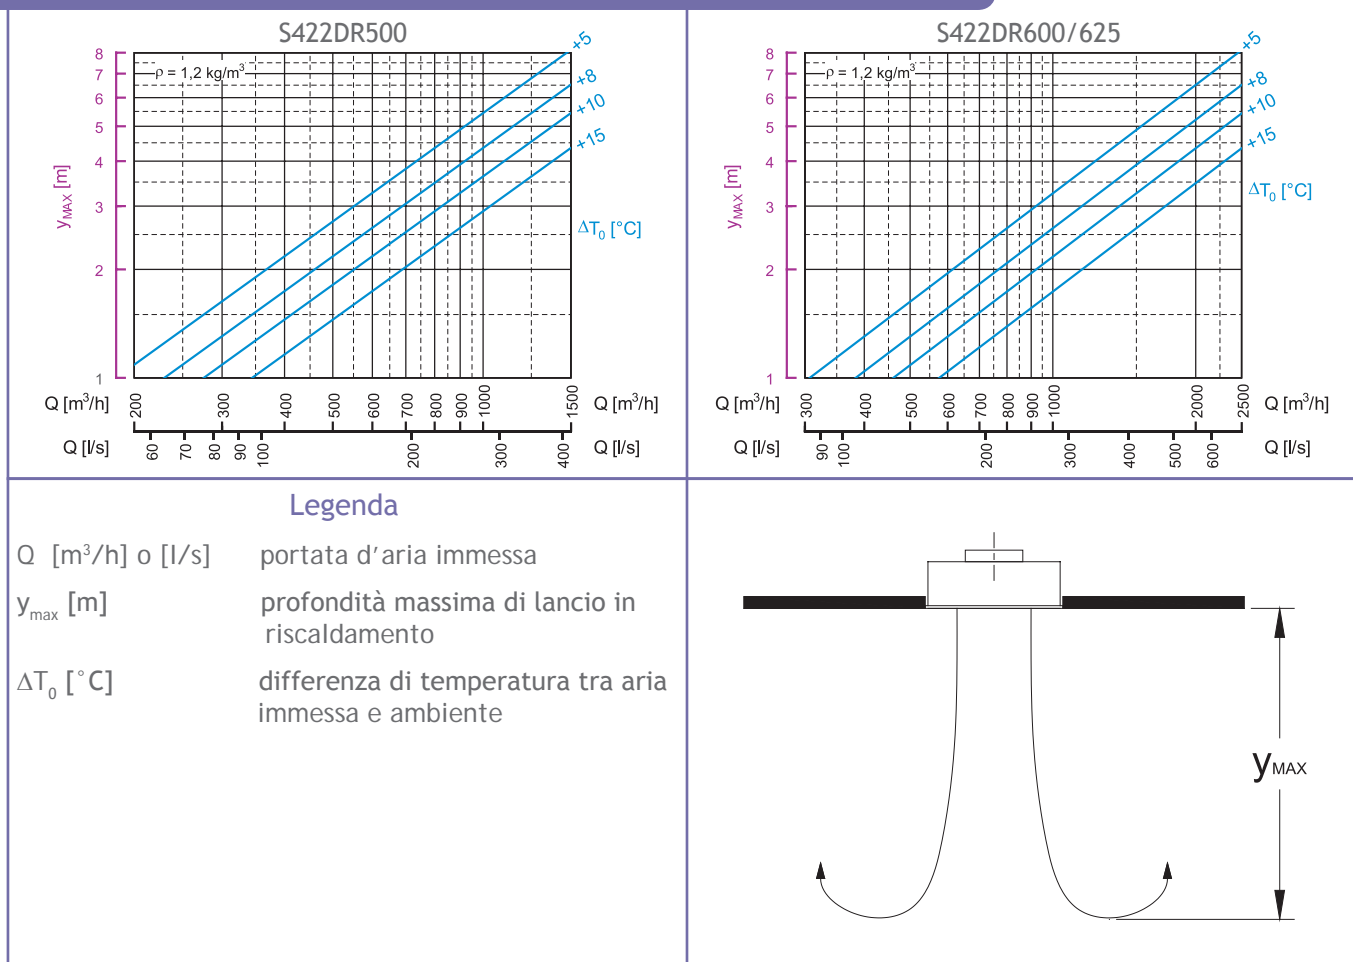 S422DR500
ρ = 1,2 kg/m³
8
7
6
5
4
3
2
1
yMAX [m]
+5
+8
+10
+15
ΔT0 [°C]
Q [m³/h] 200 300 400 500 600 700 800 900 1000 1500 Q [m³/h]
Q [l/s] 60 70 80 90 100 200 300 400 Q [l/s]
S422DR600/625
ρ = 1,2 kg/m³
8
7
6
5
4
3
2
1
yMAX [m]
+5
+8
+10
+15
ΔT0 [°C]
Q [m³/h] 300 400 500 600 700 800 900 1000 2000 2500 Q [m³/h]
Q [l/s] 90 100 200 300 400 500 600 Q [l/s]
Legenda
Q [m³/h] o [l/s] portata d'aria immessa
ymax [m] profondità massima di lancio in
riscaldamento
ΔT0 [°C] differenza di temperatura tra aria
immessa e ambiente
yMAX